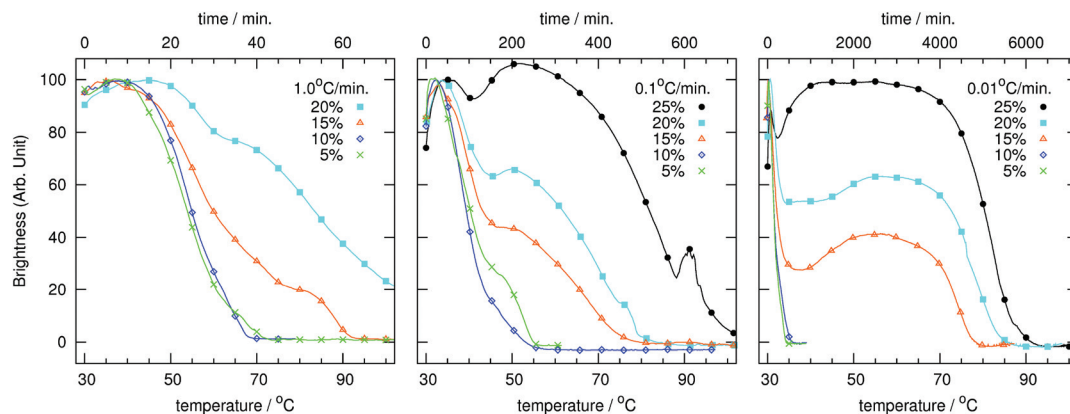 time / min. time / min. time / min.
0 20 40 60 0 200 400 600 0 2000 4000 6000
Brightness (Arb. Unit)
100
80
60
40
20
0
1.0°C/min.
20%
15%
10%
5%
0.1°C/min.
25%
20%
15%
10%
5%
0.01°C/min.
25%
20%
15%
10%
5%
30 50 70 90 30 50 70 90 30 50 70 90
temperature / °C temperature / °C temperature / °C